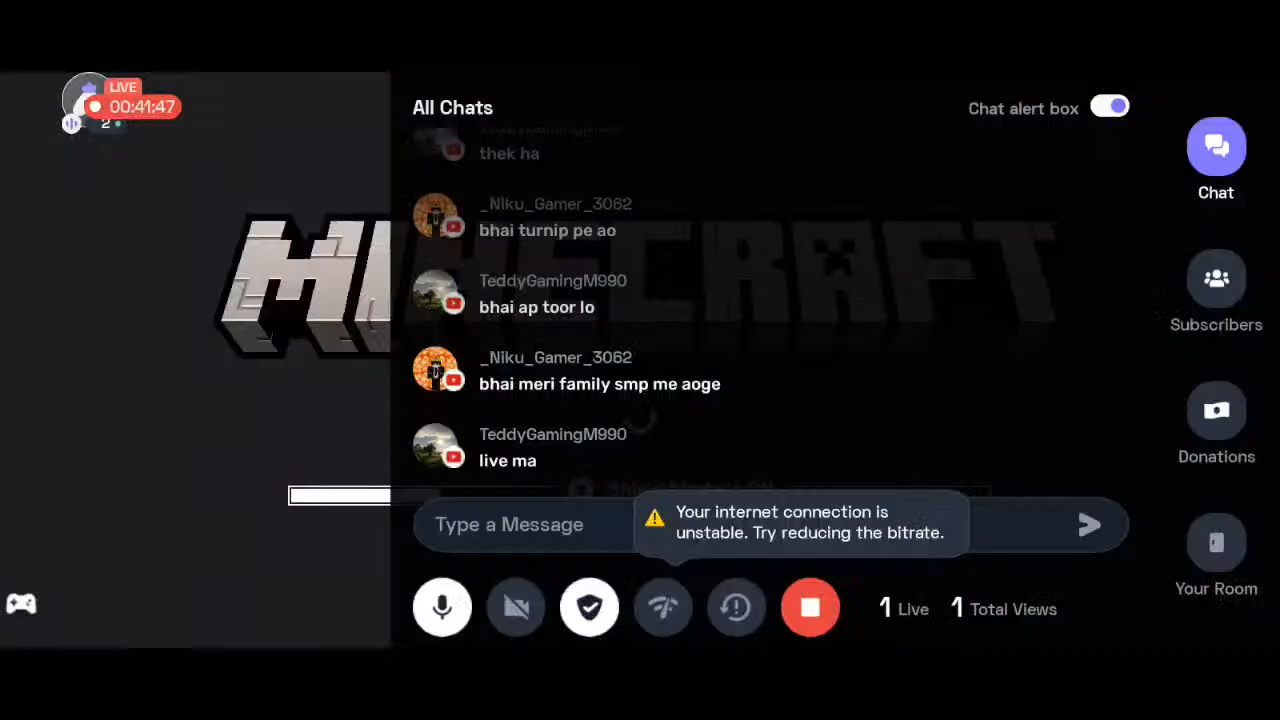 LIVE
00:41:47
2
All Chats
Chat alert box
thek ha
_Niku_Gamer_3062
bhai turnip pe ao
TeddyGamingM990
bhai ap toor lo
_Niku_Gamer_3062
bhai meri family smp me aoge
TeddyGamingM990
live ma
MINECRAFT
Type a Message
Your internet connection is
unstable. Try reducing the bitrate.
1 Live 1 Total Views
Chat
Subscribers
Donations
Your Room